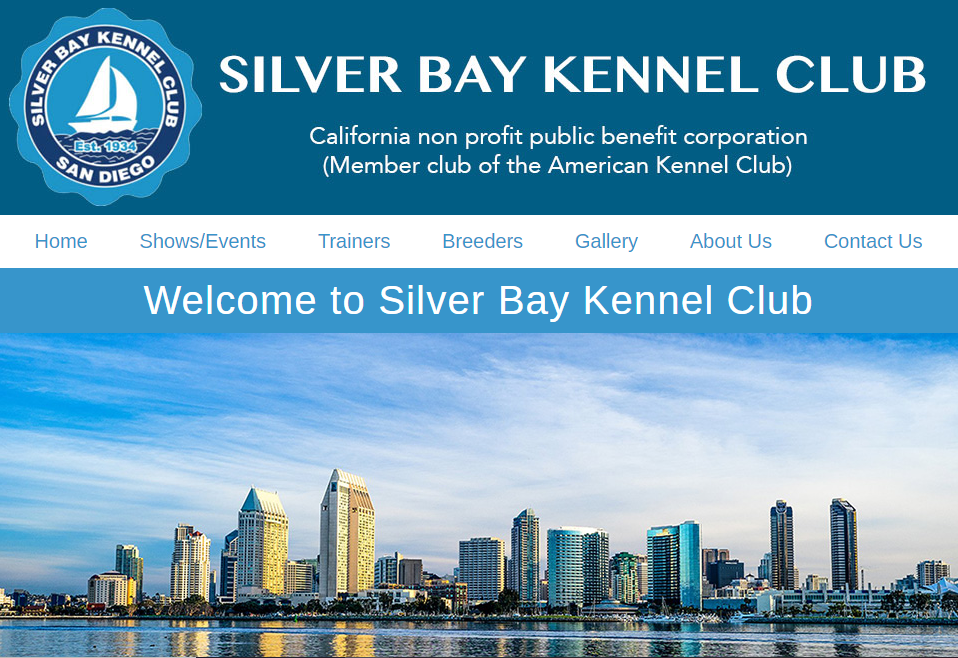 SILVER BAY KENNEL CLUB
Est. 1934
SAN DIEGO
SILVER BAY KENNEL CLUB
California non profit public benefit corporation
(Member club of the American Kennel Club)
Home Shows/Events Trainers Breeders Gallery About Us Contact Us
Welcome to Silver Bay Kennel Club